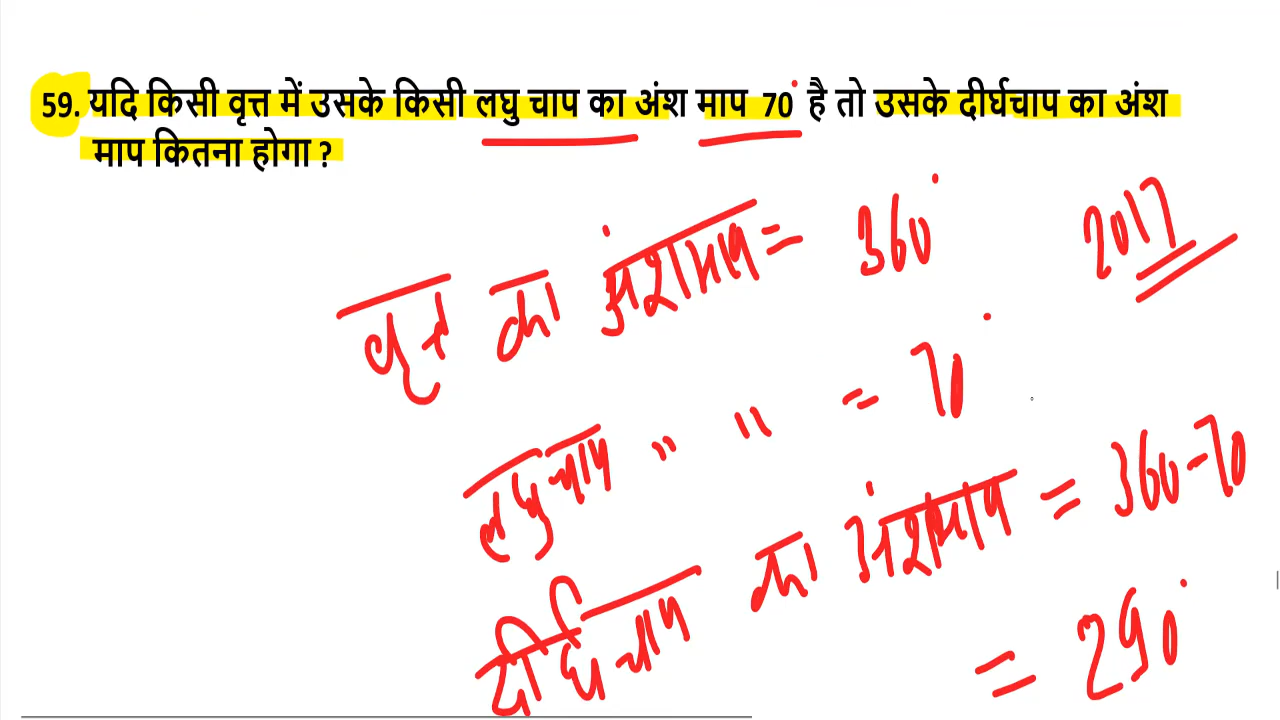 59. यदि किसी वृत्त में उसके किसी लघु चाप का अंश माप 70˙ है तो उसके दीर्घचाप का अंश
माप कितना होगा ?
2017
वृत्त का अंशमाप = 360˙
लघुचाप " " = 70˙
दीर्घचाप का अंशमाप = 360-70
= 290˙